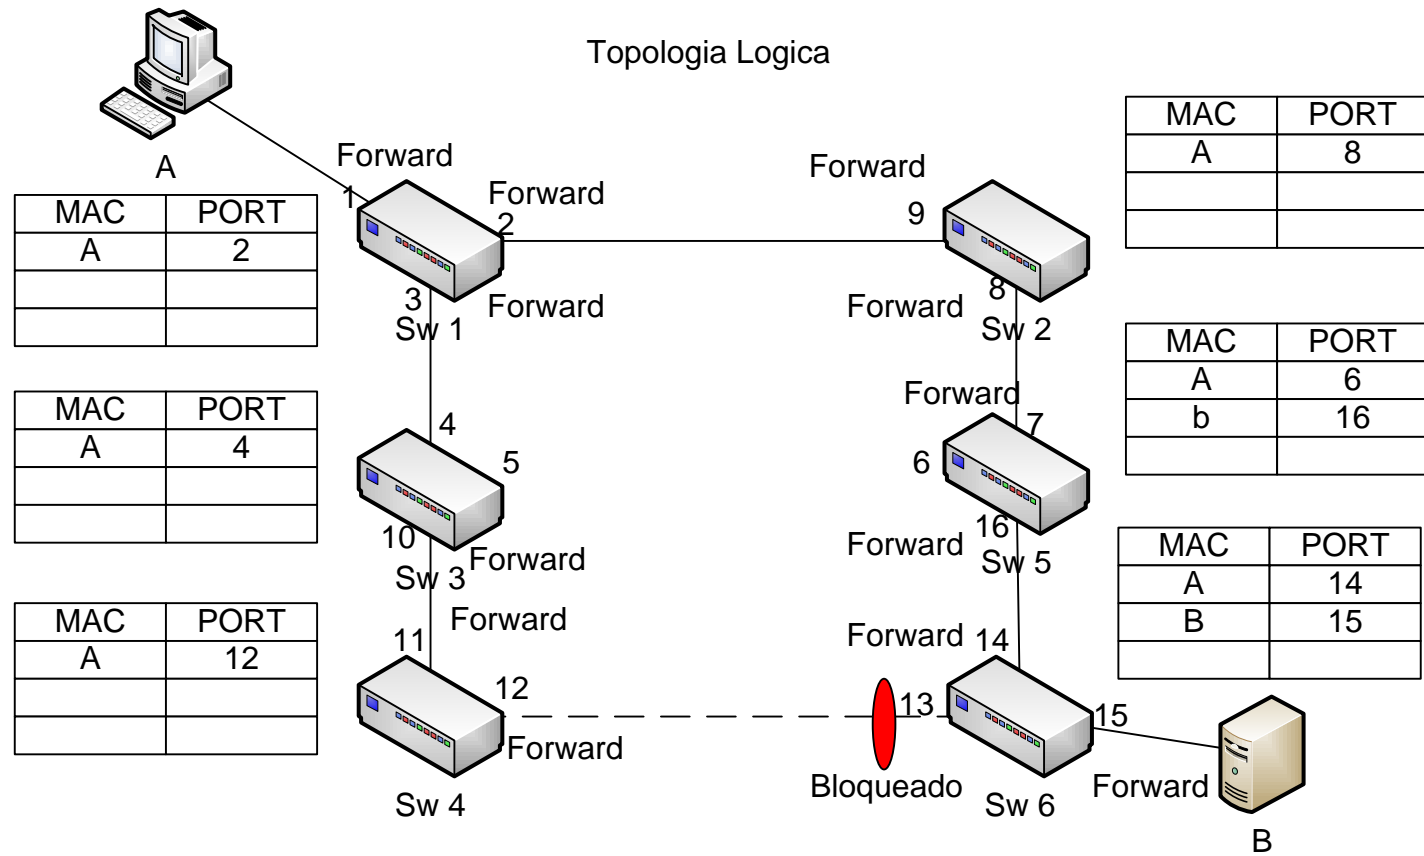 Topologia Logica
A
Forward
1
Forward
2
3
Forward
Sw 1
MAC PORT
A 2
Forward
9
8
Forward
Sw 2
MAC PORT
A 8
4
5
10
Forward
Sw 3
MAC PORT
A 4
Forward
7
6
16
Forward
Sw 5
MAC PORT
A 6
b 16
Forward
11
12
Forward
Sw 4
MAC PORT
A 12
Forward 14
13
15
Bloqueado
Sw 6
Forward
MAC PORT
A 14
B 15
B